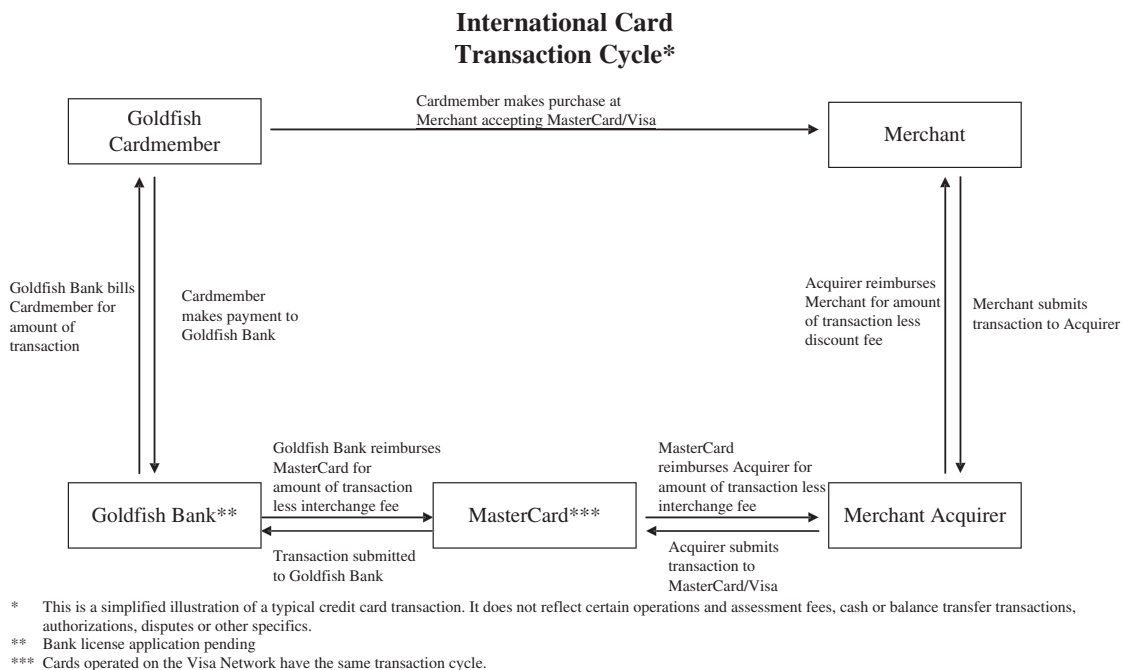 International Card
Transaction Cycle*
Goldfish
Cardmember
Cardmember makes purchase at
Merchant accepting MasterCard/Visa
Merchant
Goldfish Bank bills
Cardmember for
amount of
transaction
Cardmember
makes payment to
Goldfish Bank
Acquirer reimburses
Merchant for amount
of transaction less
discount fee
Merchant submits
transaction to Acquirer
Goldfish Bank reimburses
MasterCard for
amount of transaction
less interchange fee
MasterCard
reimburses Acquirer for
amount of transaction less
interchange fee
Goldfish Bank**
MasterCard***
Merchant Acquirer
Transaction submitted
to Goldfish Bank
Acquirer submits
transaction to
MasterCard/Visa
* This is a simplified illustration of a typical credit card transaction. It does not reflect certain operations and assessment fees, cash or balance transfer transactions,
authorizations, disputes or other specifics.
** Bank license application pending
*** Cards operated on the Visa Network have the same transaction cycle.